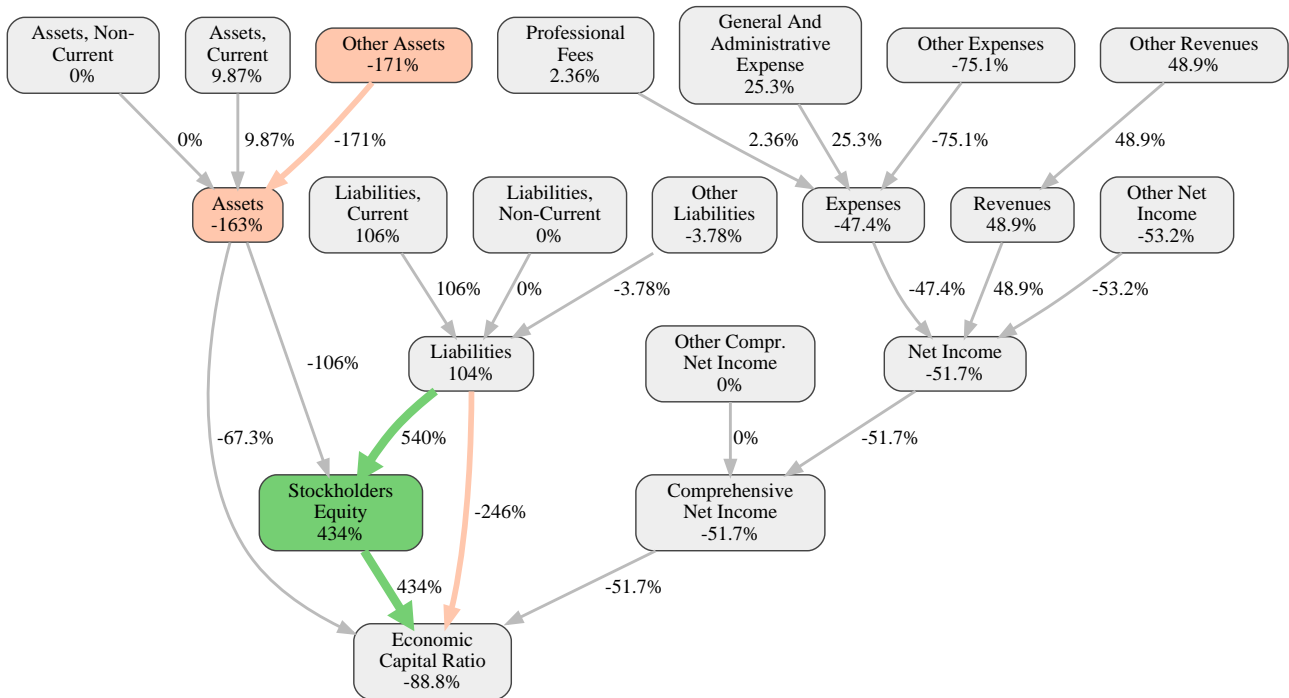 Assets, Non-
Current
0%
Assets,
Current
9.87%
Other Assets
-171%
Professional
Fees
2.36%
General And
Administrative
Expense
25.3%
Other Expenses
-75.1%
Other Revenues
48.9%
0%
9.87%
-171%
2.36%
25.3%
-75.1%
48.9%
Assets
-163%
Liabilities,
Current
106%
Liabilities,
Non-Current
0%
Other
Liabilities
-3.78%
Expenses
-47.4%
Revenues
48.9%
Other Net
Income
-53.2%
106%
0%
-3.78%
-47.4%
48.9%
-53.2%
-106%
Liabilities
104%
Other Compr.
Net Income
0%
Net Income
-51.7%
-67.3%
540%
0%
-51.7%
Stockholders
Equity
434%
-246%
Comprehensive
Net Income
-51.7%
434%
-51.7%
Economic
Capital Ratio
-88.8%